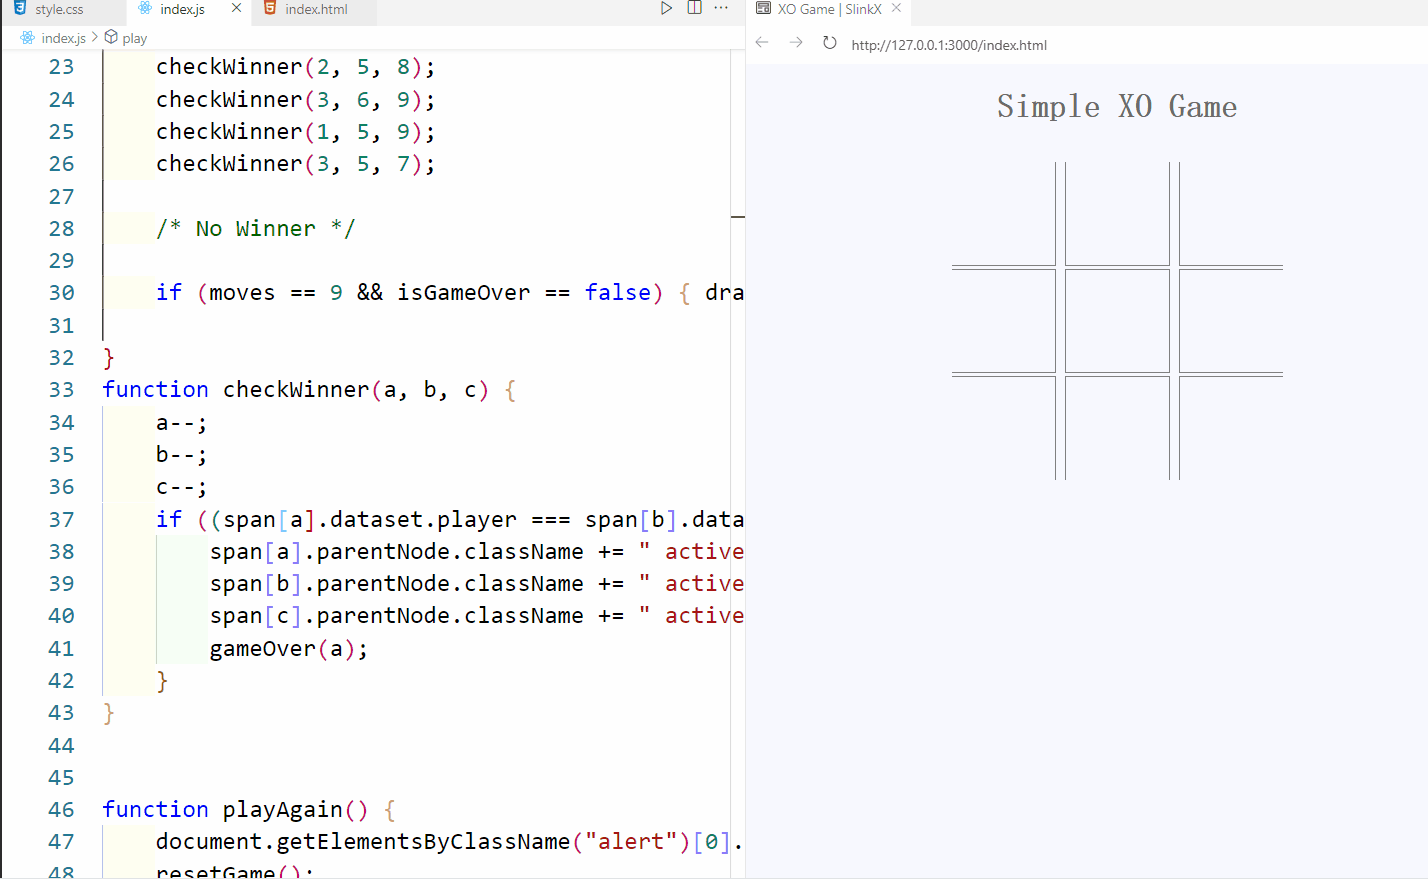 style.css
index.js
index.html
index.js > play
23 checkWinner(2, 5, 8);
24 checkWinner(3, 6, 9);
25 checkWinner(1, 5, 9);
26 checkWinner(3, 5, 7);
27
28 /* No Winner */
29
30 if (moves == 9 && isGameOver == false) { dra
31
32 }
33 function checkWinner(a, b, c) {
34 a--;
35 b--;
36 c--;
37 if ((span[a].dataset.player === span[b].data
38 span[a].parentNode.className += " active
39 span[b].parentNode.className += " active
40 span[c].parentNode.className += " active
41 gameOver(a);
42 }
43 }
44
45
46 function playAgain() {
47 document.getElementsByClassName("alert")[0].
48 resetGame();
XO Game | SlinkX
http://127.0.0.1:3000/index.html
Simple XO Game